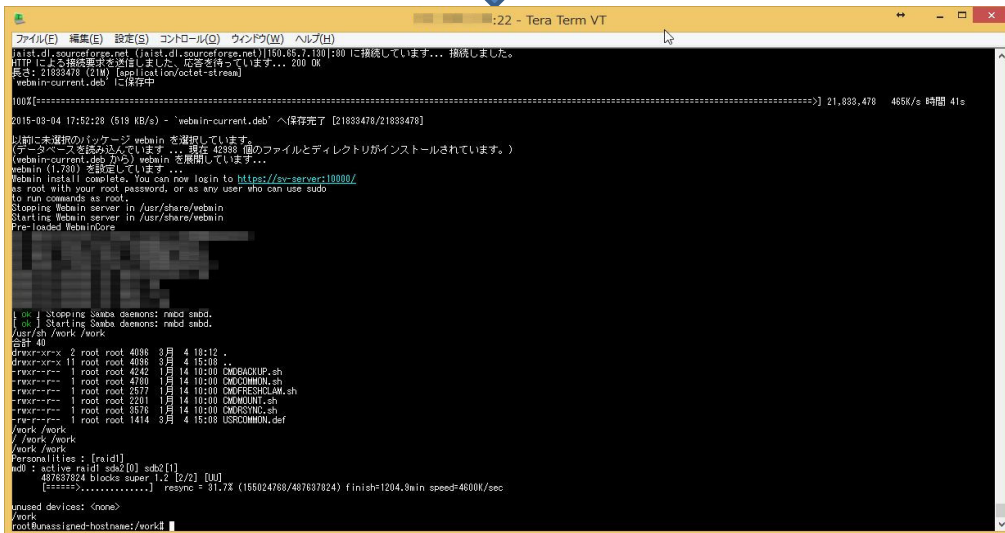 :22 - Tera Term VT
ファイル(F) 編集(E) 設定(S) コントロール(O) ウィンドウ(W) ヘルプ(H)
jaist.dl.sourceforge.net (jaist.dl.sourceforge.net)|150.65.7.130|:80 に接続しています... 接続しました。
HTTP による接続要求を送信しました、応答を待っています... 200 OK
長さ: 21833478 (21M) [application/octet-stream]
`webmin-current.deb' に保存中
100%[=====================================================================================================>] 21,833,478 465K/s 時間 41s
2015-03-04 17:52:28 (519 KB/s) - `webmin-current.deb' へ保存完了 [21833478/21833478]
以前に未選択のパッケージ webmin を選択しています。
(データベースを読み込んでいます ... 現在 42998 個のファイルとディレクトリがインストールされています。)
(webmin-current.deb から) webmin を展開しています...
webmin (1.730) を設定しています ...
Webmin install complete. You can now login to https://sv-server:10000/
as root with your root password, or as any user who can use sudo
to run commands as root.
Stopping Webmin server in /usr/share/webmin
Starting Webmin server in /usr/share/webmin
Pre-loaded WebminCore
[ ok ] Stopping Samba daemons: nmbd smbd.
[ ok ] Starting Samba daemons: nmbd smbd.
/usr/sh /work /work
合計 40
drwxr-xr-x 2 root root 4096 3月 4 18:12 .
drwxr-xr-x 11 root root 4096 3月 4 15:08 ..
-rwxr--r-- 1 root root 4242 1月 14 10:00 CMDBACKUP.sh
-rwxr--r-- 1 root root 4780 1月 14 10:00 CMDCOMMON.sh
-rwxr--r-- 1 root root 2577 1月 14 10:00 CMDFRESHCLAM.sh
-rwxr--r-- 1 root root 2201 1月 14 10:00 CMDMOUNT.sh
-rwxr--r-- 1 root root 3576 1月 14 10:00 CMDRSYNC.sh
-rw-r--r-- 1 root root 1414 3月 4 15:08 USRCOMMON.def
/work /work
/ /work /work
/work /work
Personalities : [raid1]
md0 : active raid1 sda2[0] sdb2[1]
487637824 blocks super 1.2 [2/2] [UU]
[======>..............] resync = 31.7% (155024768/487637824) finish=1204.9min speed=4600K/sec
unused devices: <none>
/work
root@unassigned-hostname:/work#